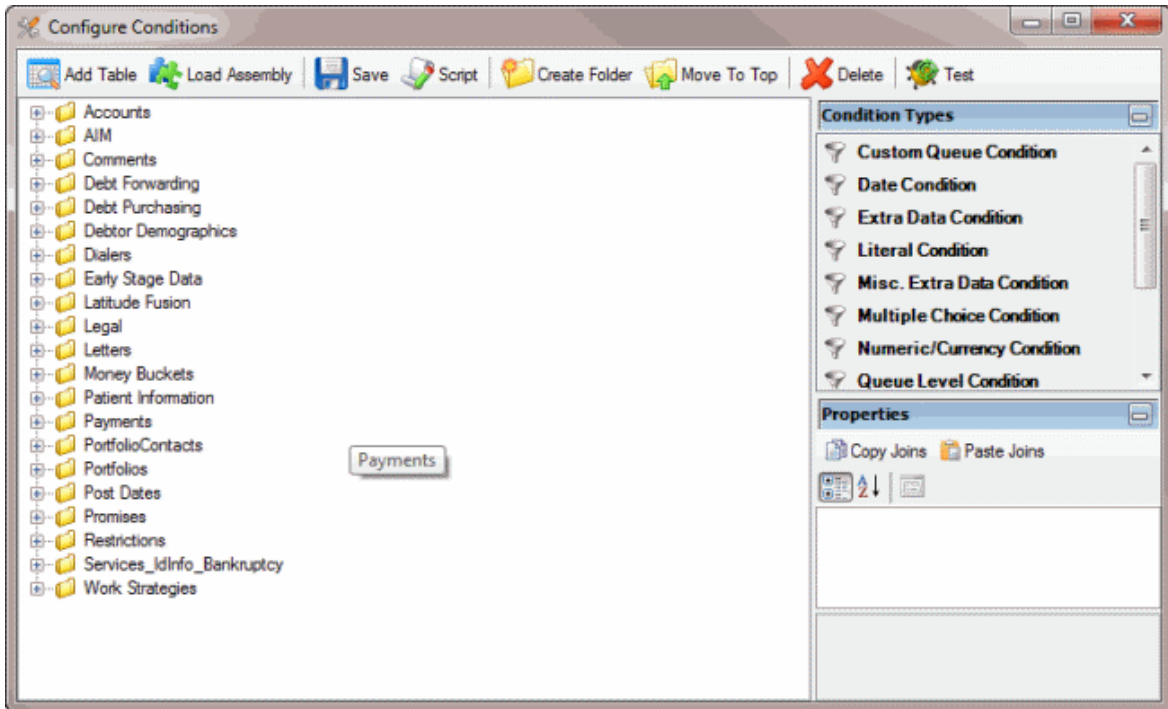 Configure Conditions
Add Table Load Assembly Save Script Create Folder Move To Top Delete Test
Accounts
AIM
Comments
Debt Forwarding
Debt Purchasing
Debtor Demographics
Dialers
Early Stage Data
Latitude Fusion
Legal
Letters
Money Buckets
Patient Information
Payments
PortfolioContacts
Portfolios
Post Dates
Promises
Restrictions
Services_IdInfo_Bankruptcy
Work Strategies
Payments
Condition Types
Custom Queue Condition
Date Condition
Extra Data Condition
Literal Condition
Misc. Extra Data Condition
Multiple Choice Condition
Numeric/Currency Condition
Queue Level Condition
Properties
Copy Joins Paste Joins